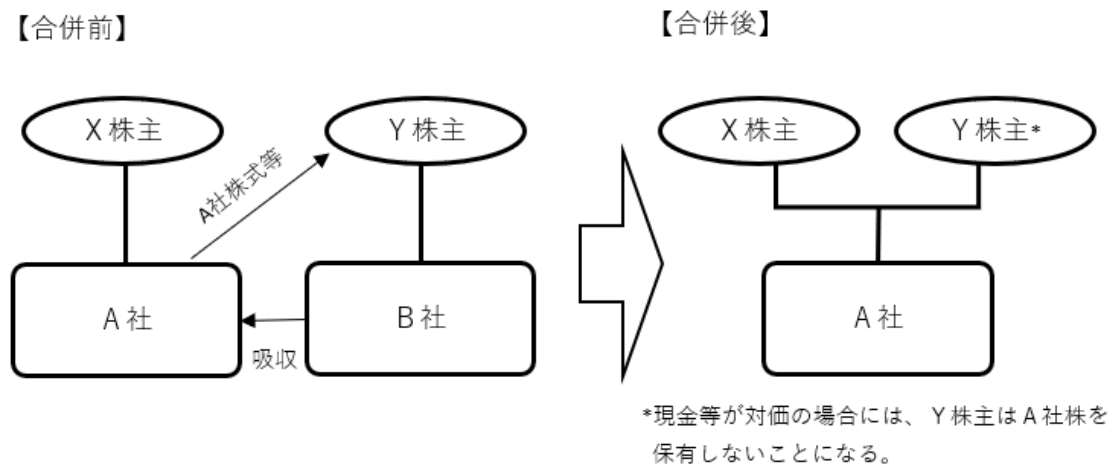 【合併前】
X株主
Y株主
A社株式等
A社
B社
吸収
【合併後】
X株主
Y株主*
A社
*現金等が対価の場合には、Y株主はA社株を
保有しないことになる。